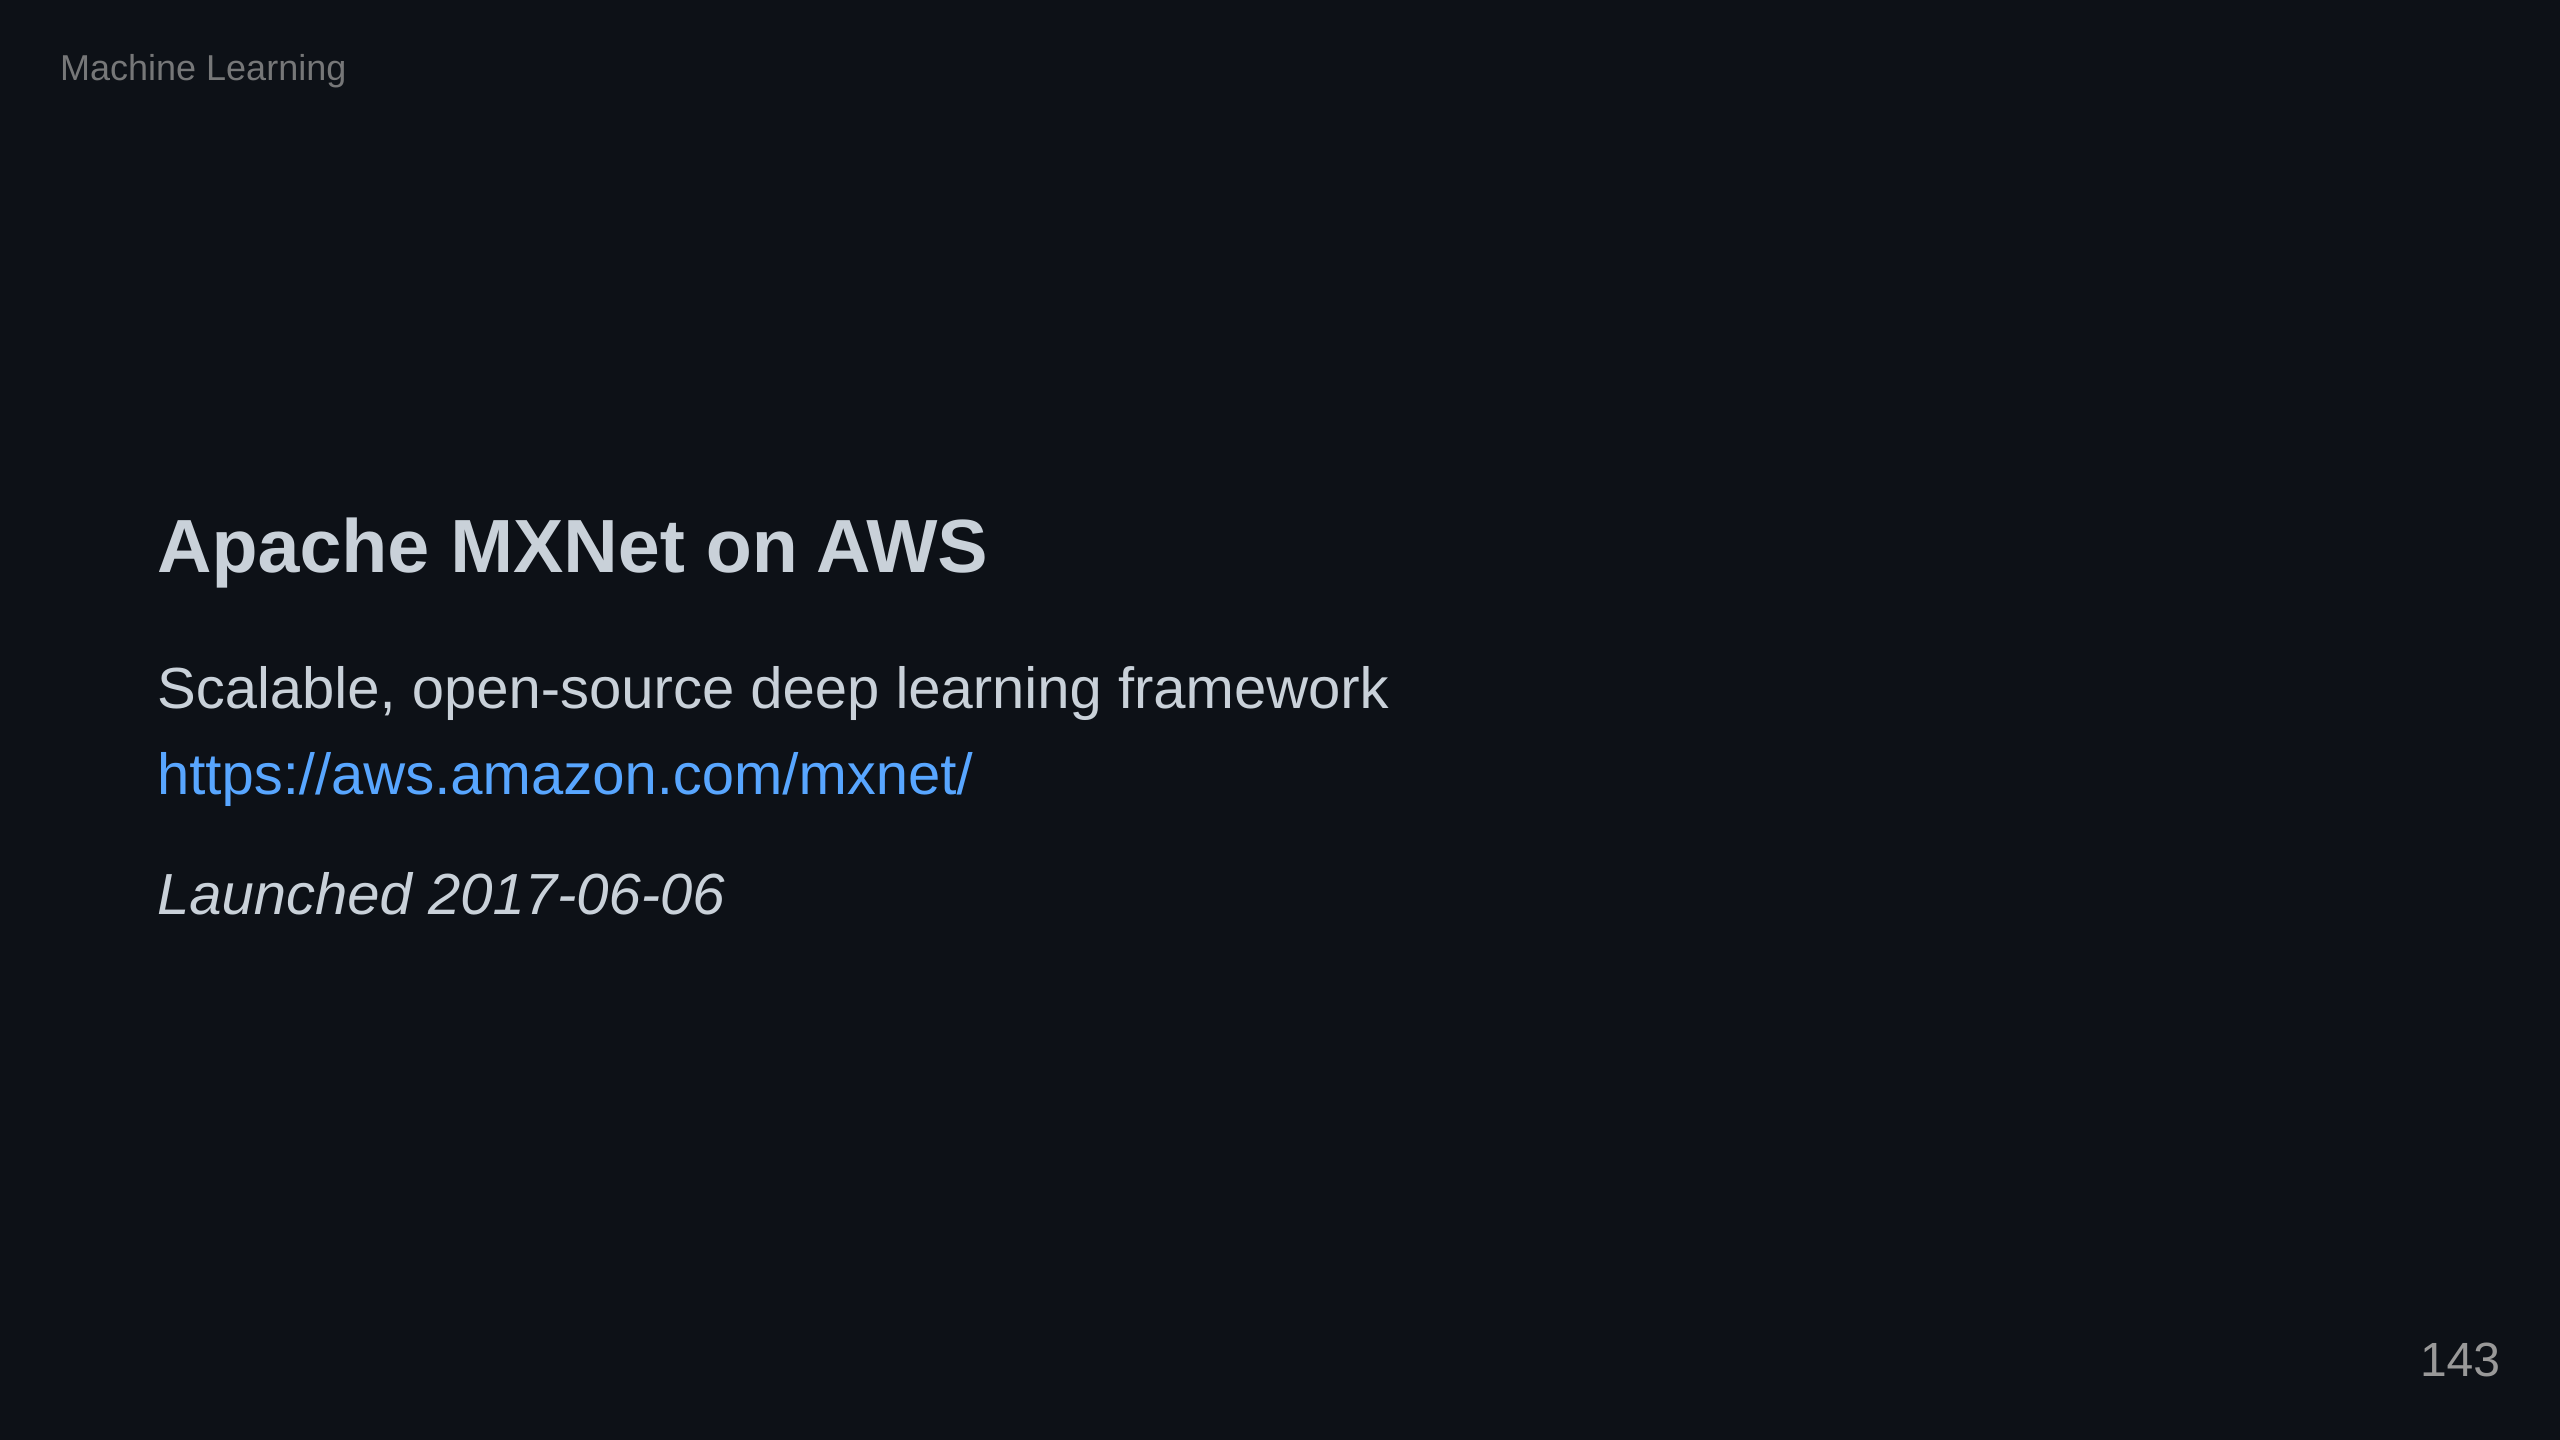 Machine Learning
Apache MXNet on AWS
Scalable, open-source deep learning framework
https://aws.amazon.com/mxnet/
Launched 2017-06-06
143